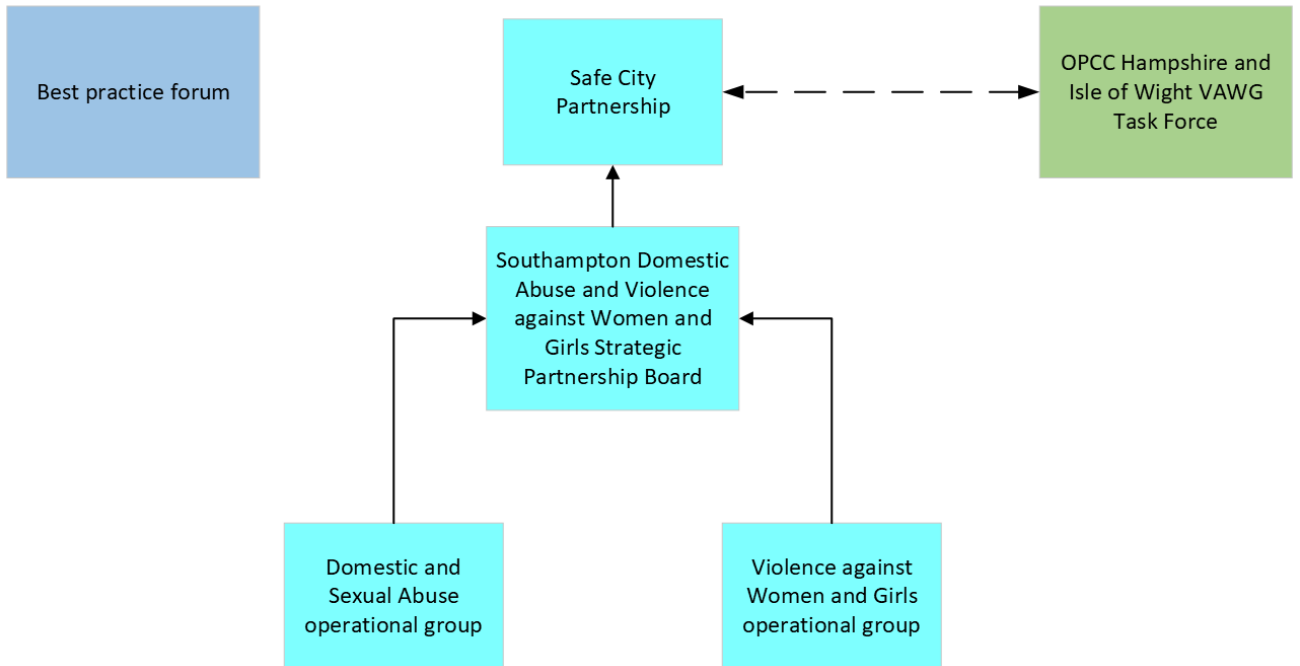 Best practice forum
Safe City
Partnership
OPCC Hampshire and
Isle of Wight VAWG
Task Force
Southampton Domestic
Abuse and Violence
against Women and
Girls Strategic
Partnership Board
Domestic and
Sexual Abuse
operational group
Violence against
Women and Girls
operational group